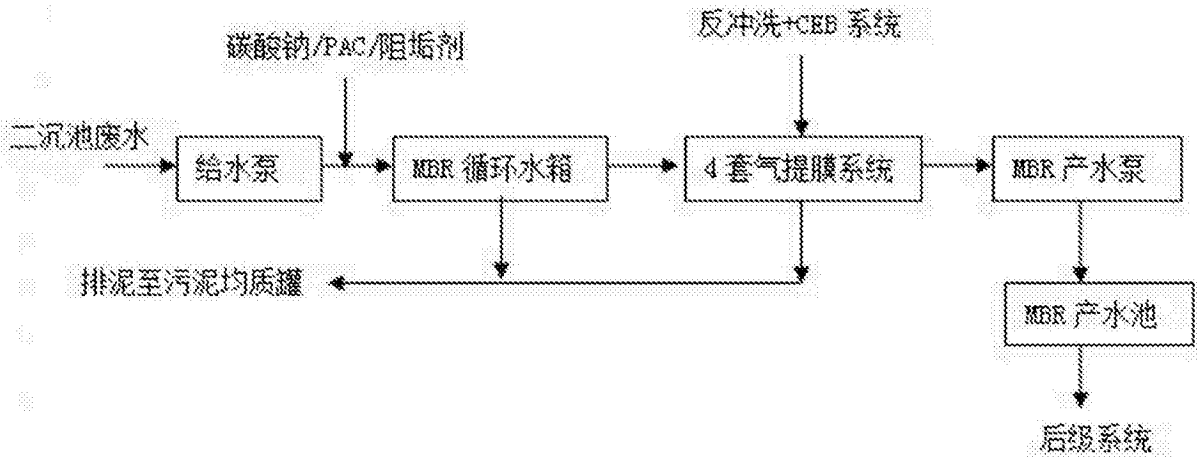 反冲洗+CEB 系统
碳酸钠/PAC/阻垢剂
二沉池废水
给水泵
MBR 循环水箱
4 套气提膜系统
MBR 产水泵
排泥至污泥均质罐
MBR 产水池
后级系统